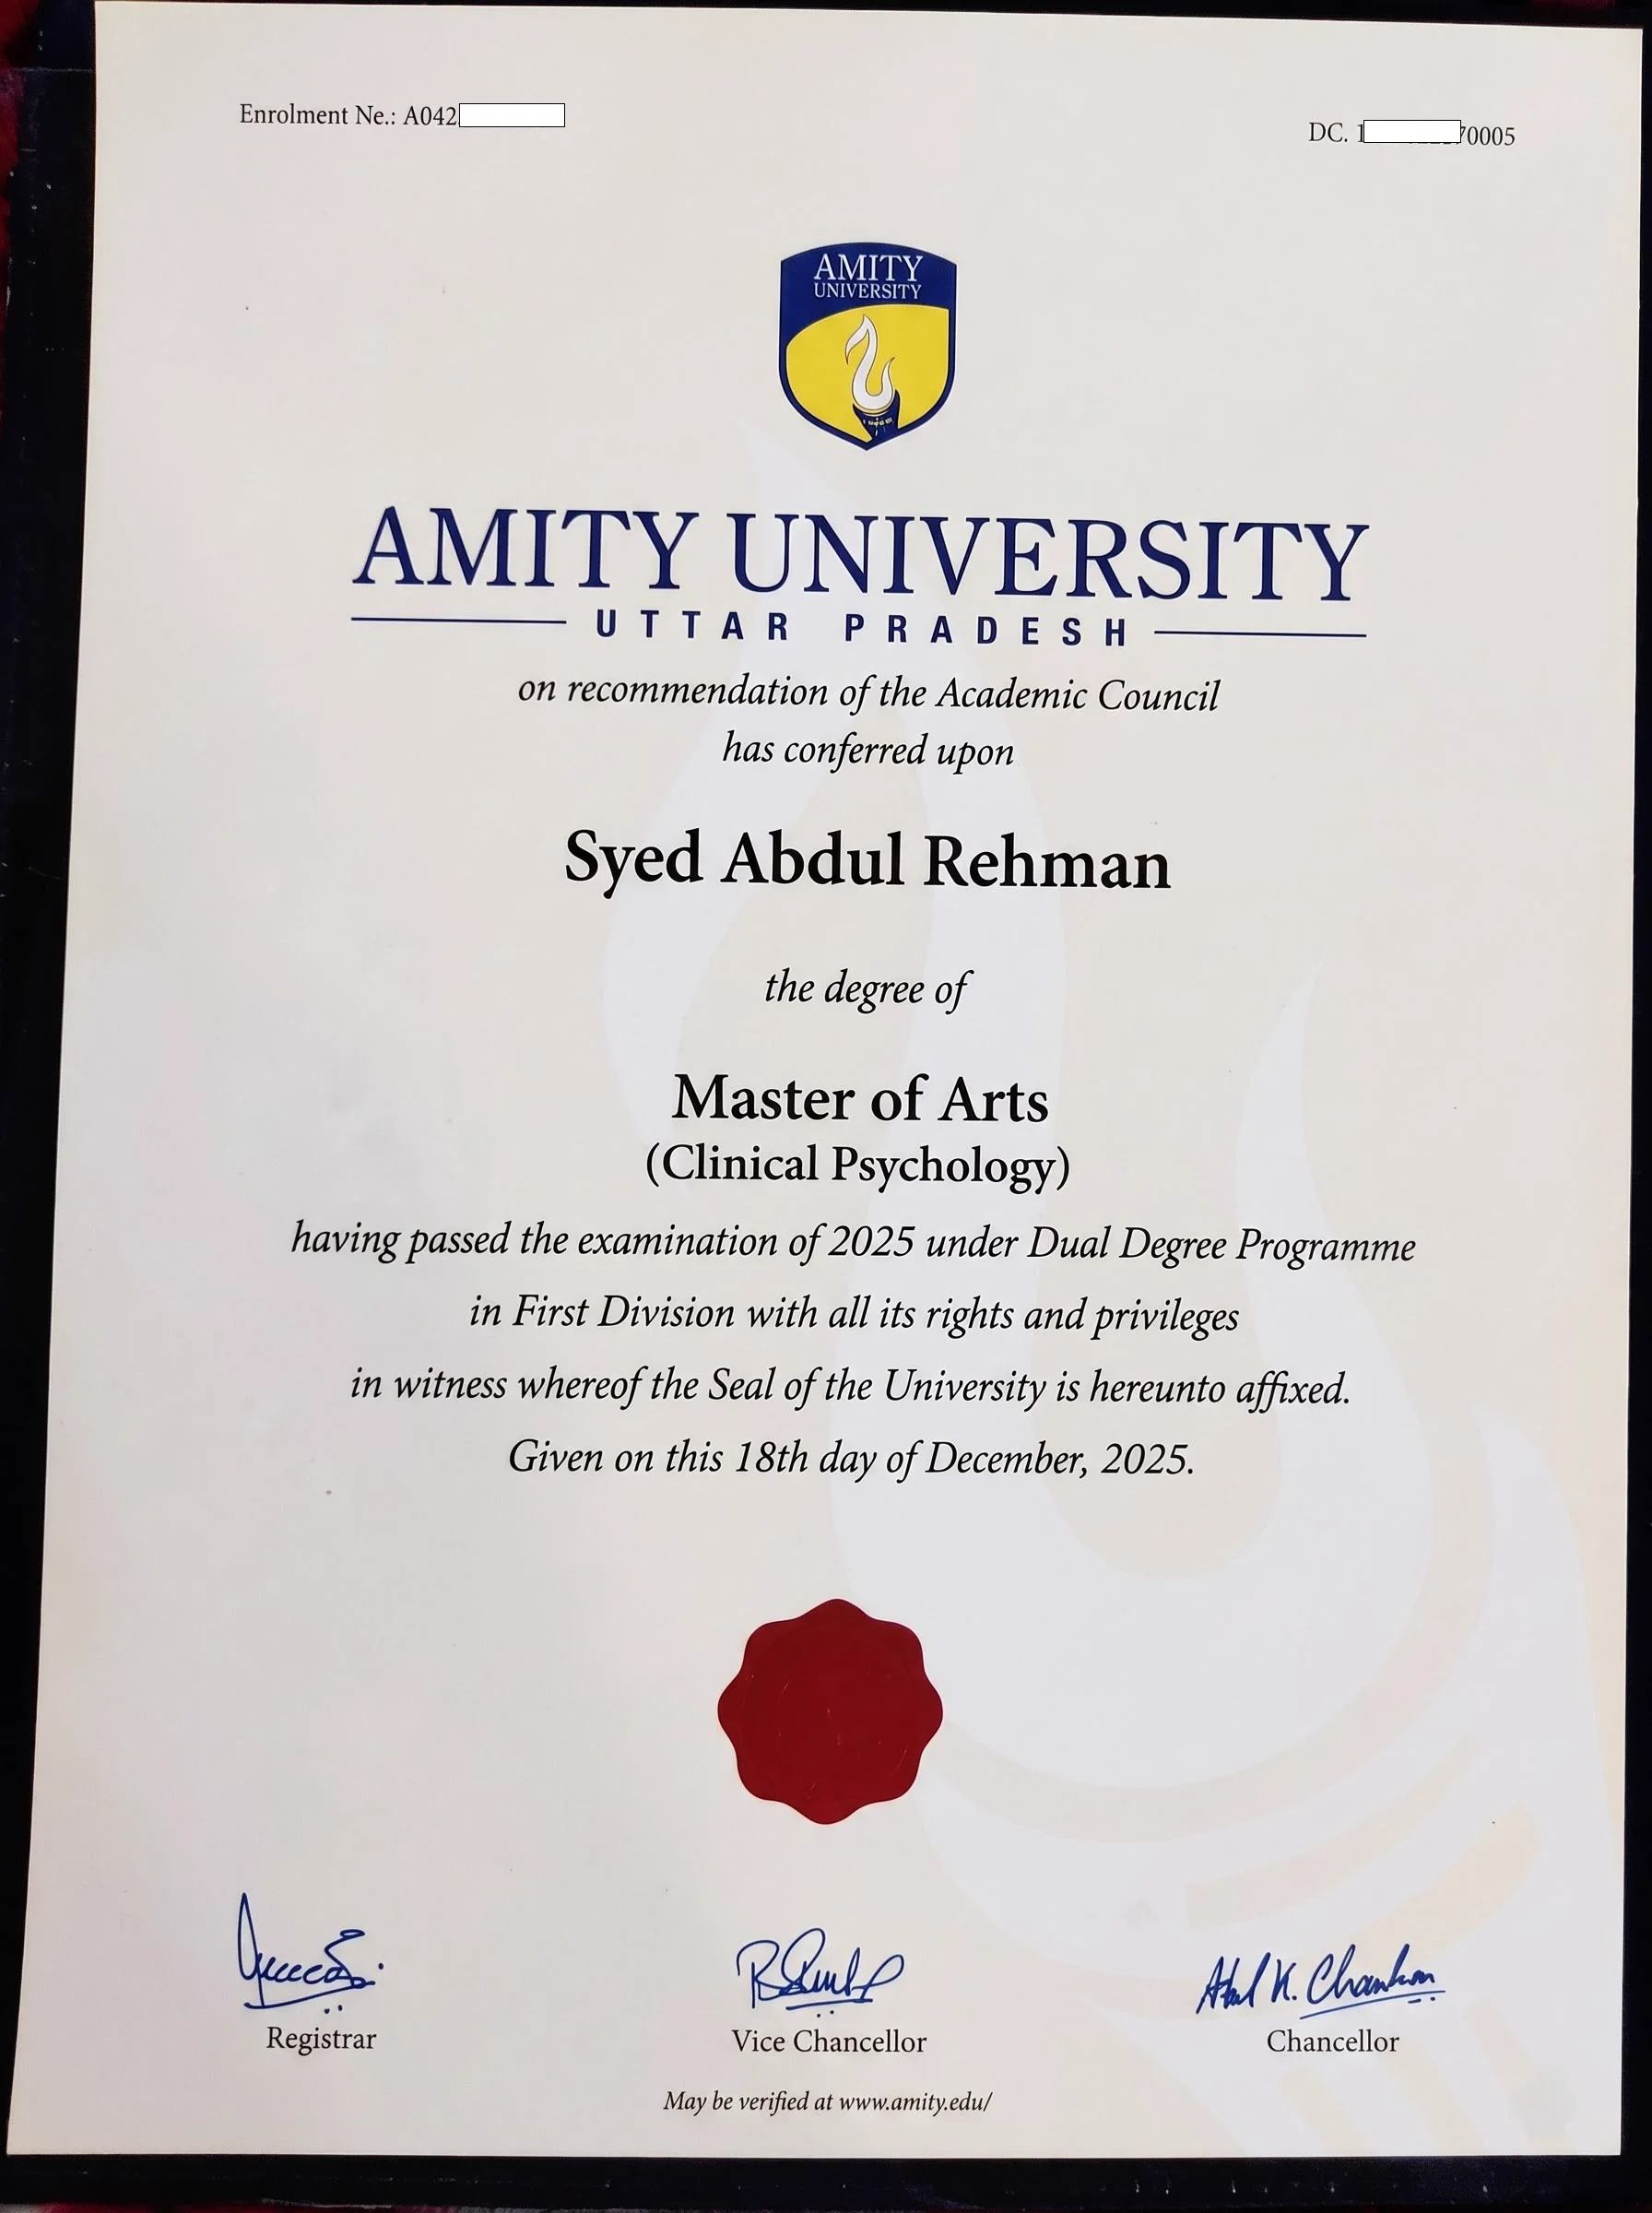 Enrolment Ne.: A042
DC. 1 70005
AMITY
UNIVERSITY
AMITY UNIVERSITY
UTTAR PRADESH
on recommendation of the Academic Council
has conferred upon
Syed Abdul Rehman
the degree of
Master of Arts
(Clinical Psychology)
having passed the examination of 2025 under Dual Degree Programme
in First Division with all its rights and privileges
in witness whereof the Seal of the University is hereunto affixed.
Given on this 18th day of December, 2025.
Registrar
Vice Chancellor
Chancellor
May be verified at www.amity.edu/